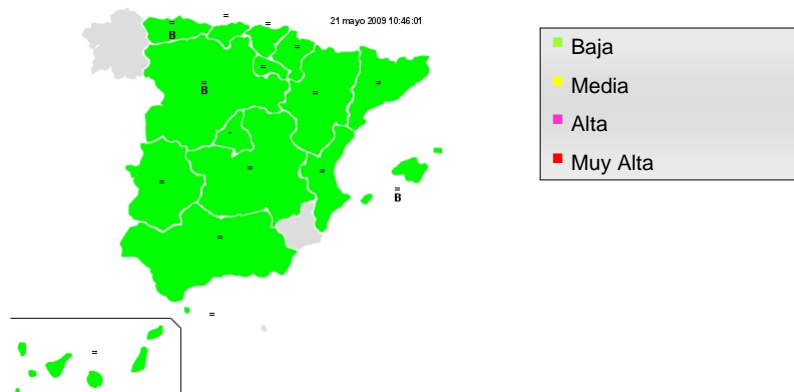 =
=
=
21 mayo 2009 10:46:01
B
=
=
=
B
=
=
-
=
=
=
=
B
=
=
=
Baja
Media
Alta
Muy Alta